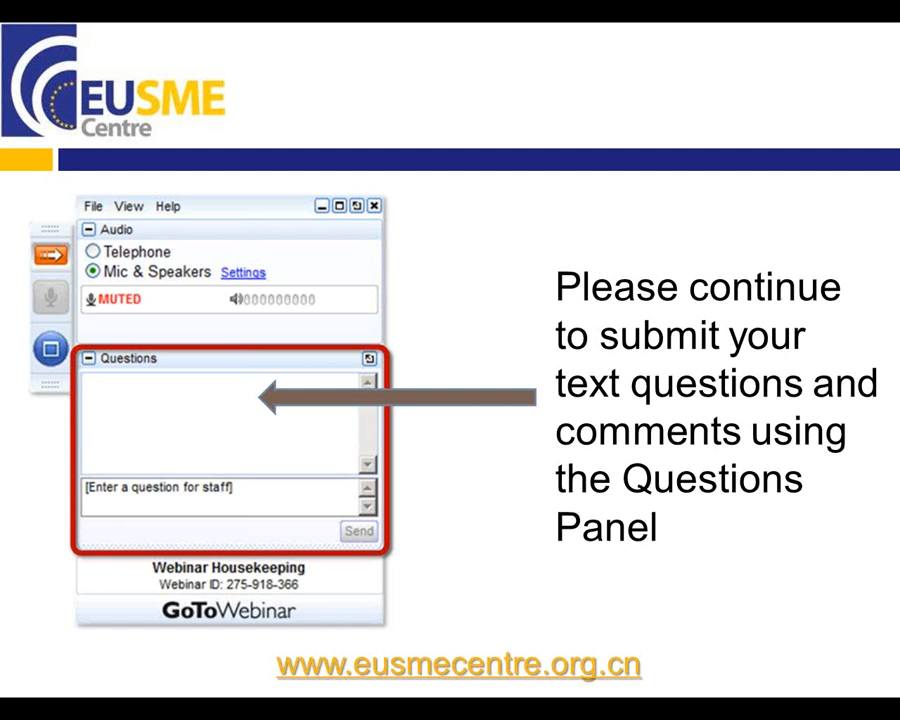 EUSME
Centre
File View Help
Audio
Telephone
Mic & Speakers Settings
MUTED
Questions
[Enter a question for staff]
Send
Webinar Housekeeping
Webinar ID: 275-918-366
GoToWebinar
Please continue
to submit your
text questions and
comments using
the Questions
Panel
www.eusmecentre.org.cn